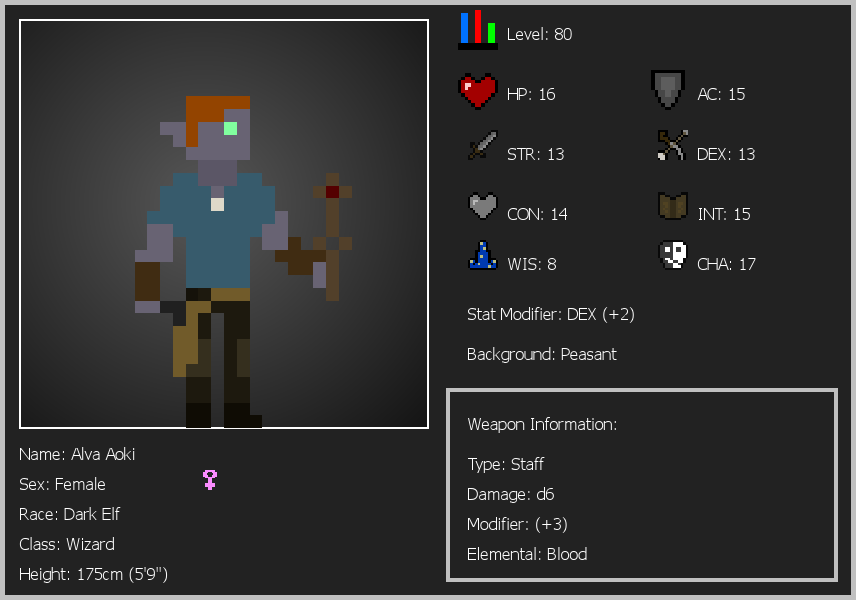 Level: 80
HP: 16
AC: 15
STR: 13
DEX: 13
CON: 14
INT: 15
WIS: 8
CHA: 17
Stat Modifier: DEX (+2)
Background: Peasant
Weapon Information:
Type: Staff
Damage: d6
Modifier: (+3)
Elemental: Blood
Name: Alva Aoki
Sex: Female
Race: Dark Elf
Class: Wizard
Height: 175cm (5'9")